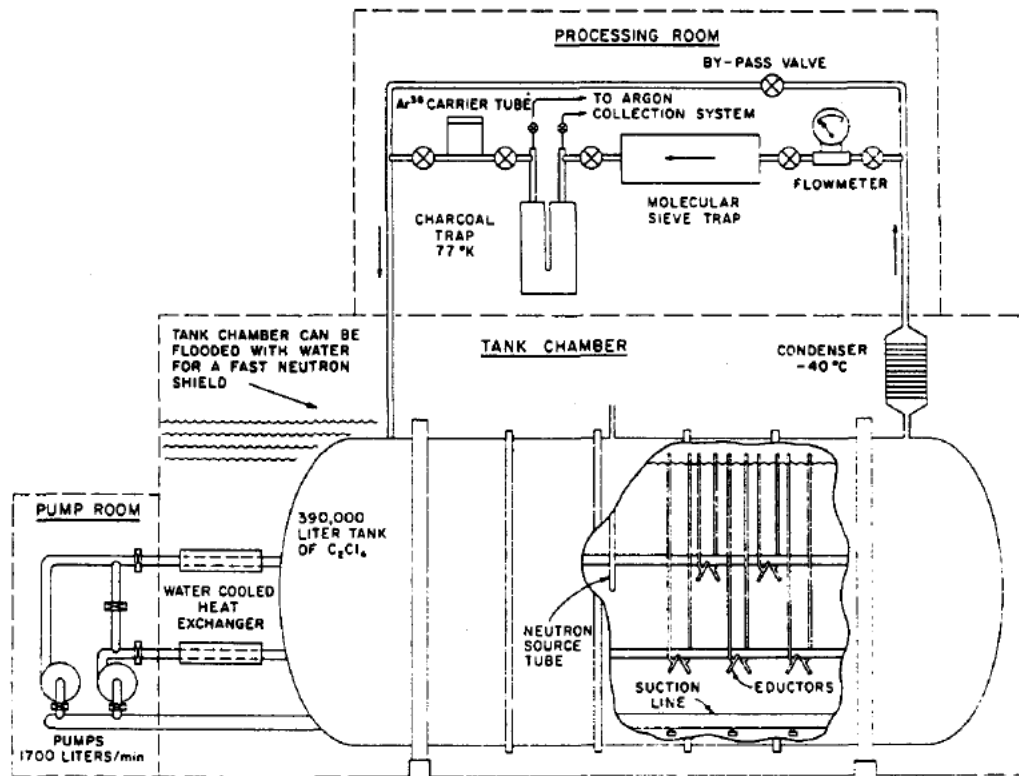 PROCESSING ROOM
BY-PASS VALVE
Ar³⁶ CARRIER TUBE
TO ARGON
COLLECTION SYSTEM
FLOWMETER
MOLECULAR
SIEVE TRAP
CHARCOAL
TRAP
77°K
TANK CHAMBER CAN BE
FLOODED WITH WATER
FOR A FAST NEUTRON
SHIELD
TANK CHAMBER
CONDENSER
-40°C
PUMP ROOM
390,000
LITER TANK
OF C₂Cl₄
WATER COOLED
HEAT
EXCHANGER
NEUTRON
SOURCE
TUBE
SUCTION
LINE
EDUCTORS
PUMPS
1700 LITERS/min